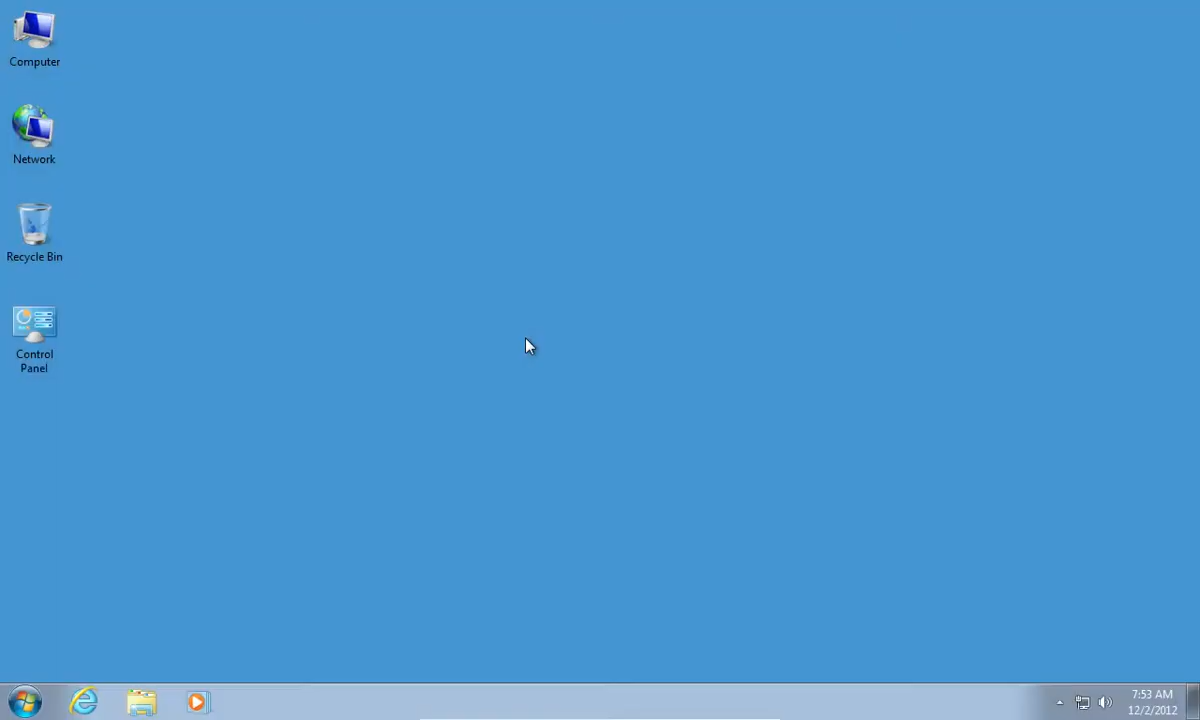 Computer
Network
Recycle Bin
Control
Panel
7:53 AM
12/2/2012